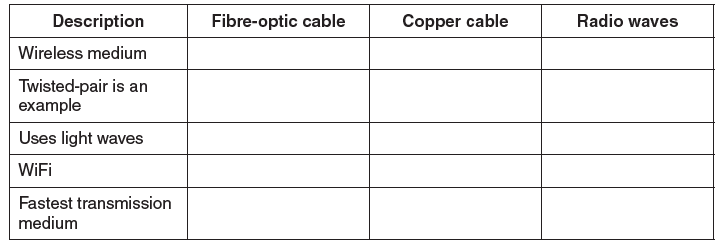 Description Fibre-optic cable Copper cable Radio waves
Wireless medium
Twisted-pair is an
example
Uses light waves
WiFi
Fastest transmission
medium